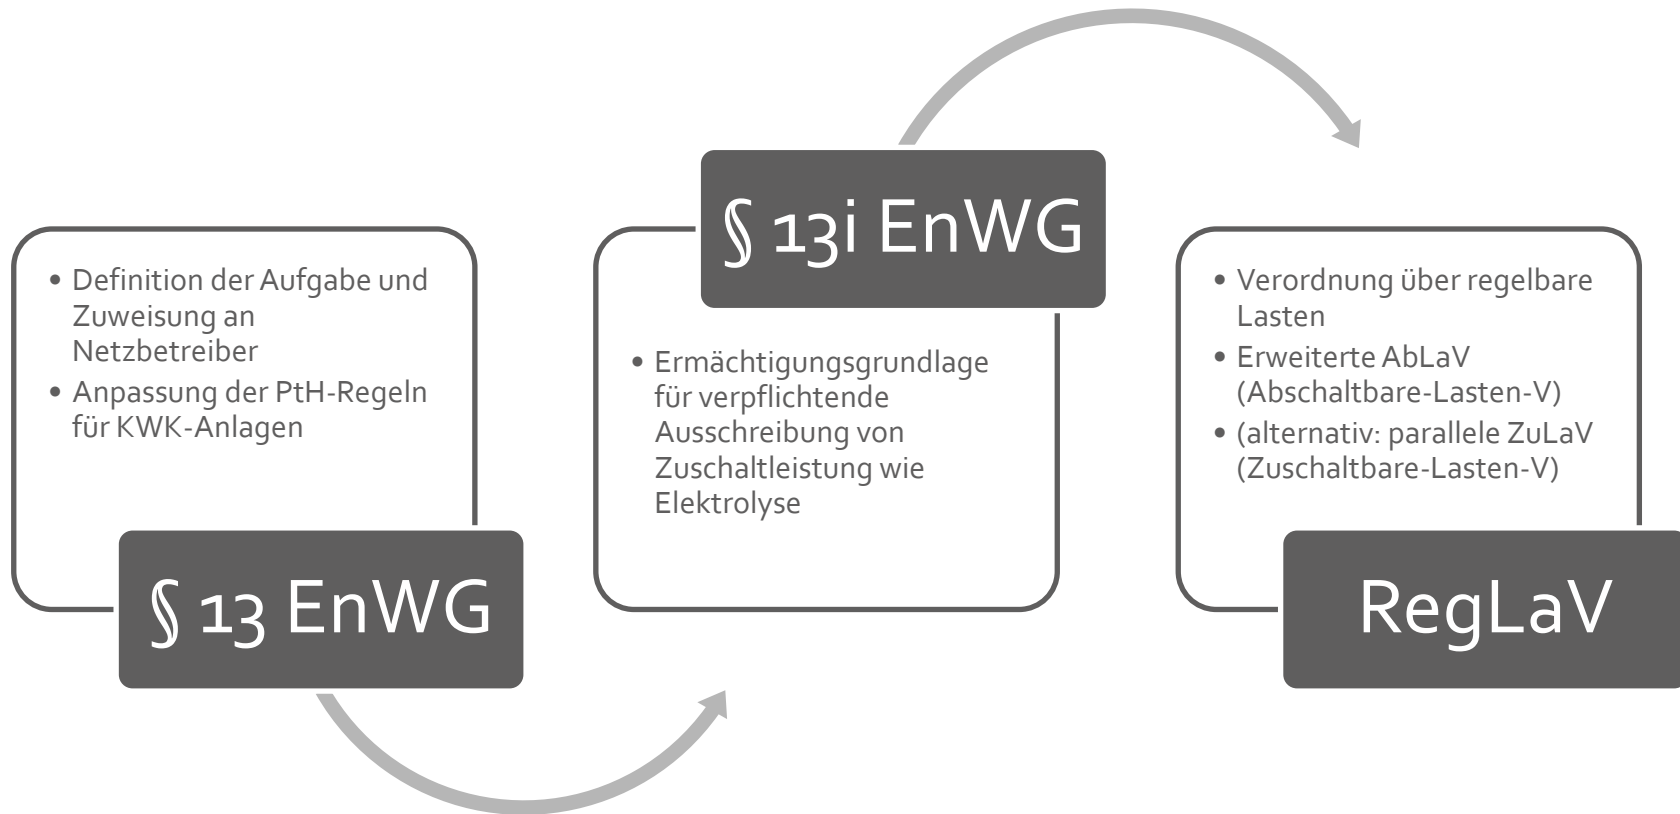 • Definition der Aufgabe und
Zuweisung an
Netzbetreiber
• Anpassung der PtH-Regeln
für KWK-Anlagen
§ 13 EnWG
§ 13i EnWG
• Ermächtigungsgrundlage
für verpflichtende
Ausschreibung von
Zuschaltleistung wie
Elektrolyse
• Verordnung über regelbare
Lasten
• Erweiterte AbLaV
(Abschaltbare-Lasten-V)
• (alternativ: parallele ZuLaV
(Zuschaltbare-Lasten-V)
RegLaV